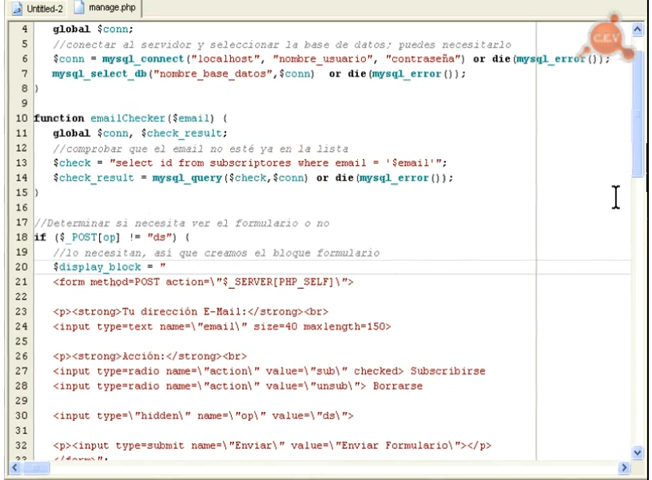 Untitled-2 manage.php
C.E.V
4 global $conn;
5 //conectar al servidor y seleccionar la base de datos; puedes necesitarlo
6 $conn = mysql_connect("localhost", "nombre_usuario", "contraseña") or die(mysql_error());
7 mysql_select_db("nombre_base_datos",$conn) or die(mysql_error());
8 }
9
10 function emailChecker($email) {
11 global $conn, $check_result;
12 //comprobar que el email no esté ya en la lista
13 $check = "select id from subscriptores where email = '$email'";
14 $check_result = mysql_query($check,$conn) or die(mysql_error());
15 }
16
17 //Determinar si necesita ver el formulario o no
18 if ($_POST[op] != "ds") {
19 //lo necesitan, así que creamos el bloque formulario
20 $display_block = "
21 <form method=POST action=\"$_SERVER[PHP_SELF]\">
22
23 <p><strong>Tu dirección E-Mail:</strong><br>
24 <input type=text name=\"email\" size=40 maxlength=150>
25
26 <p><strong>Acción:</strong><br>
27 <input type=radio name=\"action\" value=\"sub\" checked> Subscribirse
28 <input type=radio name=\"action\" value=\"unsub\"> Borrarse
29
30 <input type=\"hidden\" name=\"op\" value=\"ds\">
31
32 <p><input type=submit name=\"Enviar\" value=\"Enviar Formulario\"></p>
33 </form>";